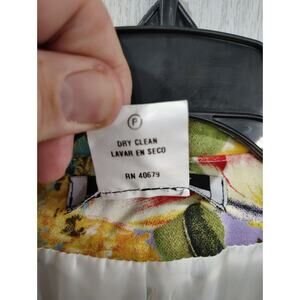 P
DRY CLEAN
LAVAR EN SECO
RN 40679